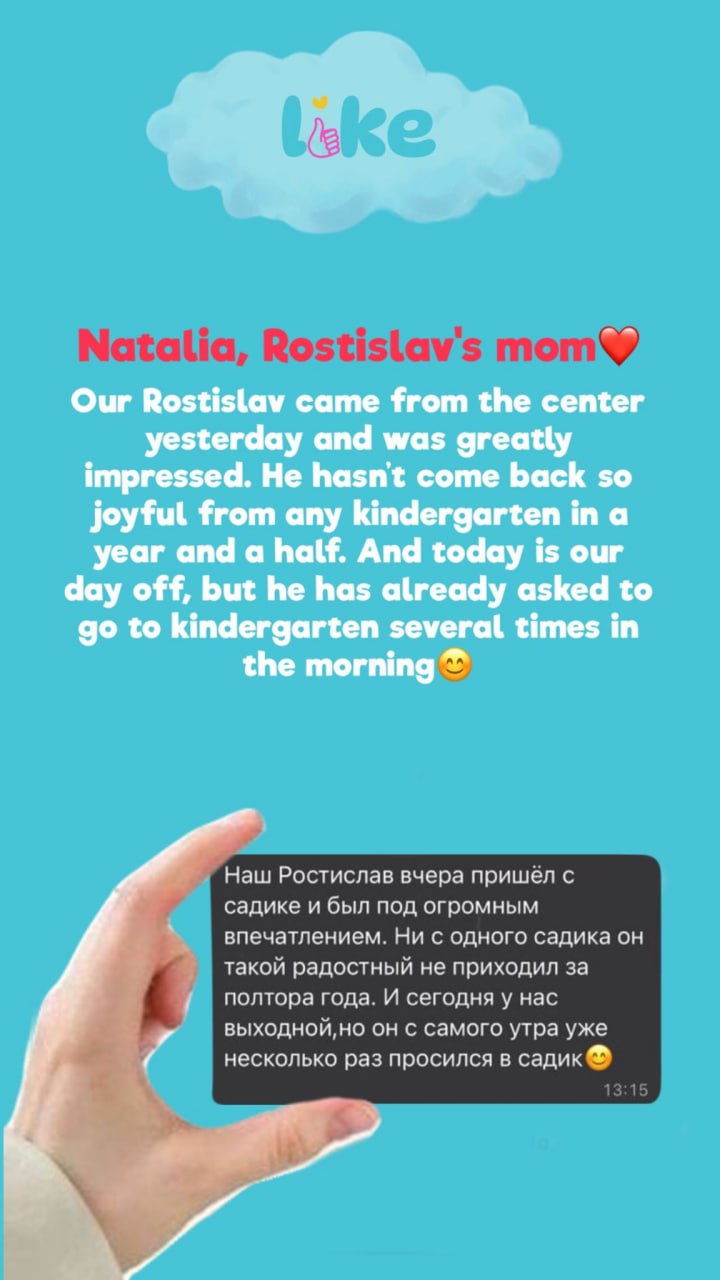 like
Natalia, Rostislav's mom❤️
Our Rostislav came from the center
yesterday and was greatly
impressed. He hasn't come back so
joyful from any kindergarten in a
year and a half. And today is our
day off, but he has already asked to
go to kindergarten several times in
the morning😊
Наш Ростислав вчера пришёл с
садике и был под огромным
впечатлением. Ни с одного садика он
такой радостный не приходил за
полтора года. И сегодня у нас
выходной,но он с самого утра уже
несколько раз просился в садик😊
13:15